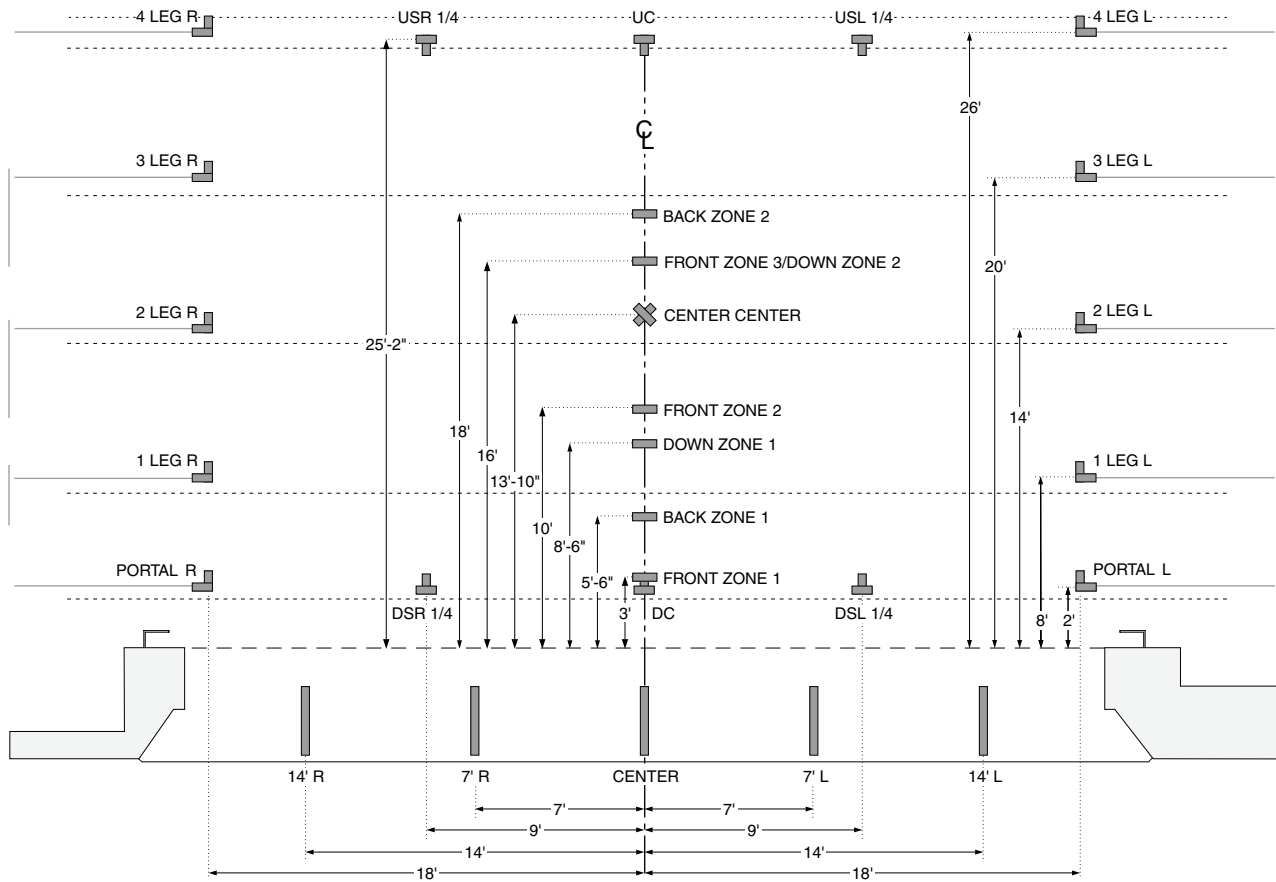 4 LEG R USR 1/4 UC USL 1/4 4 LEG L
26'
℄
3 LEG R 3 LEG L
BACK ZONE 2
FRONT ZONE 3/DOWN ZONE 2
20'
2 LEG R CENTER CENTER 2 LEG L
25'-2"
FRONT ZONE 2
14'
18' DOWN ZONE 1
16'
1 LEG R 1 LEG L
13'-10"
BACK ZONE 1
10'
8'-6"
PORTAL R 5'-6" FRONT ZONE 1 PORTAL L
DSR 1/4 3' DC DSL 1/4 8' 2'
14' R 7' R CENTER 7' L 14' L
7' 7'
9' 9'
14' 14'
18' 18'